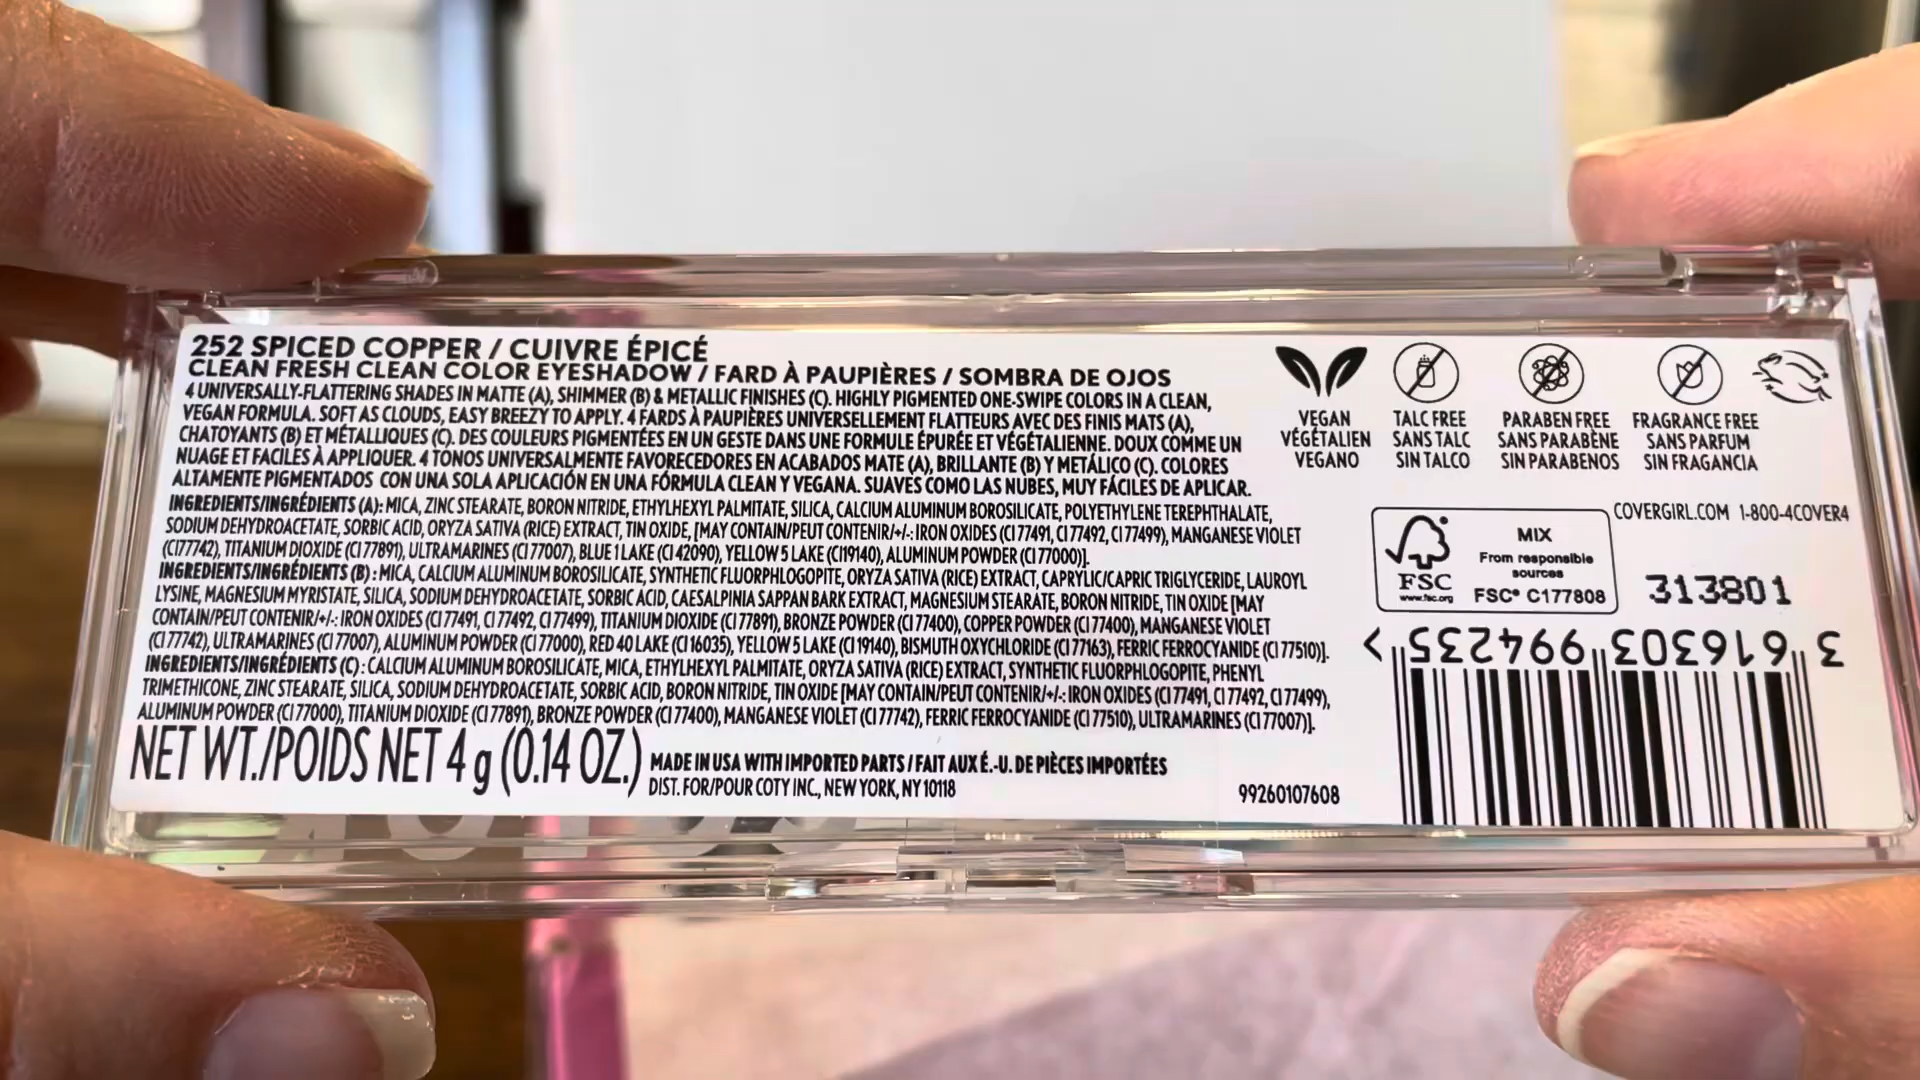 252 SPICED COPPER / CUIVRE ÉPICÉ
CLEAN FRESH CLEAN COLOR EYESHADOW / FARD À PAUPIÈRES / SOMBRA DE OJOS
4 UNIVERSALLY-FLATTERING SHADES IN MATTE (A), SHIMMER (B) & METALLIC FINISHES (C). HIGHLY PIGMENTED ONE-SWIPE COLORS IN A CLEAN,
VEGAN FORMULA. SOFT AS CLOUDS, EASY BREEZY TO APPLY. 4 FARDS À PAUPIÈRES UNIVERSELLEMENT FLATTEURS AVEC DES FINIS MATS (A),
CHATOYANTS (B) ET MÉTALLIQUES (C). DES COULEURS PIGMENTÉES EN UN GESTE DANS UNE FORMULE ÉPURÉE ET VÉGÉTALIENNE. DOUX COMME UN
NUAGE ET FACILES À APPLIQUER. 4 TONOS UNIVERSALMENTE FAVORECEDORES EN ACABADOS MATE (A), BRILLANTE (B) Y METÁLICO (C). COLORES
ALTAMENTE PIGMENTADOS CON UNA SOLA APLICACIÓN EN UNA FÓRMULA CLEAN Y VEGANA. SUAVES COMO LAS NUBES, MUY FÁCILES DE APLICAR.
INGREDIENTS/INGRÉDIENTS (A): MICA, ZINC STEARATE, BORON NITRIDE, ETHYLHEXYL PALMITATE, SILICA, CALCIUM ALUMINUM BOROSILICATE, POLYETHYLENE TEREPHTHALATE,
SODIUM DEHYDROACETATE, SORBIC ACID, ORYZA SATIVA (RICE) EXTRACT, TIN OXIDE, [MAY CONTAIN/PEUT CONTENIR/+/-: IRON OXIDES (CI 77491, CI 77492, CI 77499), MANGANESE VIOLET
(CI77742), TITANIUM DIOXIDE (CI 77891), ULTRAMARINES (CI 77007), BLUE 1 LAKE (CI 42090), YELLOW 5 LAKE (CI19140), ALUMINUM POWDER (CI 77000)].
INGREDIENTS/INGRÉDIENTS (B) : MICA, CALCIUM ALUMINUM BOROSILICATE, SYNTHETIC FLUORPHLOGOPITE, ORYZA SATIVA (RICE) EXTRACT, CAPRYLIC/CAPRIC TRIGLYCERIDE, LAUROYL
LYSINE, MAGNESIUM MYRISTATE, SILICA, SODIUM DEHYDROACETATE, SORBIC ACID, CAESALPINIA SAPPAN BARK EXTRACT, MAGNESIUM STEARATE, BORON NITRIDE, TIN OXIDE [MAY
CONTAIN/PEUT CONTENIR/+/-: IRON OXIDES (CI 77491, CI 77492, CI 77499), TITANIUM DIOXIDE (CI 77891), BRONZE POWDER (CI 77400), COPPER POWDER (CI 77400), MANGANESE VIOLET
(CI 77742), ULTRAMARINES (CI 77007), ALUMINUM POWDER (CI 77000), RED 40 LAKE (CI 16035), YELLOW 5 LAKE (CI 19140), BISMUTH OXYCHLORIDE (CI 77163), FERRIC FERROCYANIDE (CI 77510)].
INGREDIENTS/INGRÉDIENTS (C) : CALCIUM ALUMINUM BOROSILICATE, MICA, ETHYLHEXYL PALMITATE, ORYZA SATIVA (RICE) EXTRACT, SYNTHETIC FLUORPHLOGOPITE, PHENYL
TRIMETHICONE, ZINC STEARATE, SILICA, SODIUM DEHYDROACETATE, SORBIC ACID, BORON NITRIDE, TIN OXIDE [MAY CONTAIN/PEUT CONTENIR/+/-: IRON OXIDES (CI 77491, CI 77492, CI 77499),
ALUMINUM POWDER (CI 77000), TITANIUM DIOXIDE (CI 77891), BRONZE POWDER (CI 77400), MANGANESE VIOLET (CI 77742), FERRIC FERROCYANIDE (CI 77510), ULTRAMARINES (CI 77007)].
NET WT./POIDS NET 4 g (0.14 OZ.)
MADE IN USA WITH IMPORTED PARTS / FAIT AUX É.-U. DE PIÈCES IMPORTÉES
DIST. FOR/POUR COTY INC., NEW YORK, NY 10118
99260107608
VEGAN
VÉGÉTALIEN
VEGANO
TALC FREE
SANS TALC
SIN TALCO
PARABEN FREE
SANS PARABÈNE
SIN PARABENOS
FRAGRANCE FREE
SANS PARFUM
SIN FRAGANCIA
COVERGIRL.COM 1-800-4COVER4
FSC
www.fsc.org
MIX
From responsible
sources
FSC® C177808
313801
3 616303 994235 >